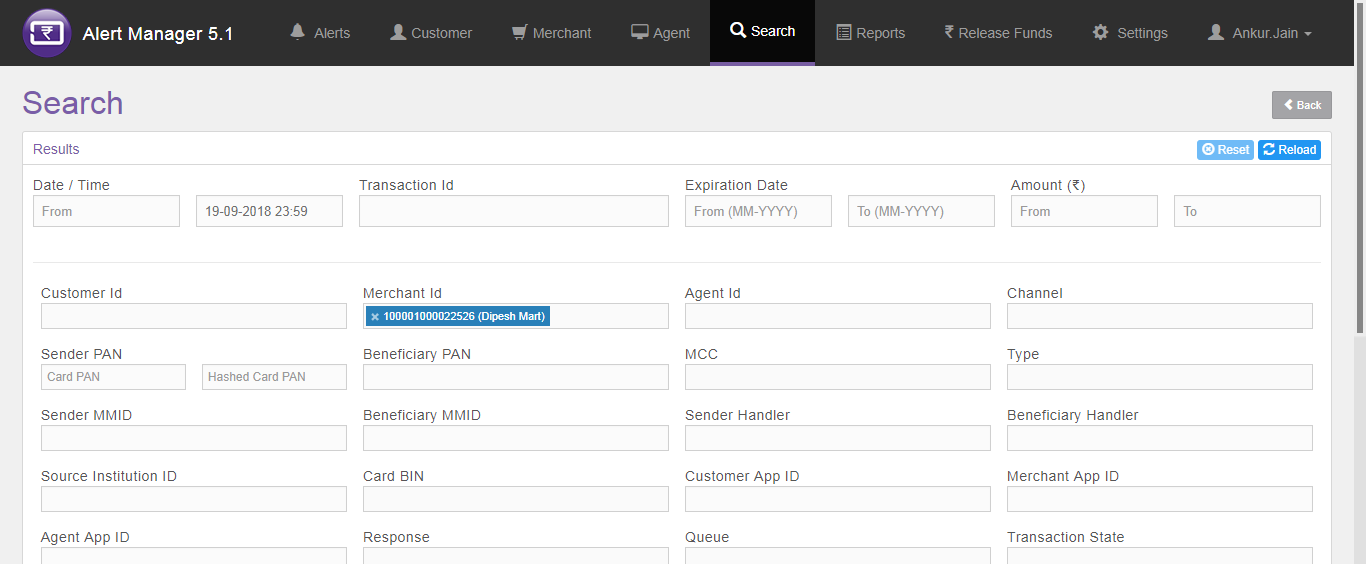 Alert Manager 5.1 Alerts Customer Merchant Agent Search Reports ₹ Release Funds Settings Ankur.Jain
Search
Back
Results Reset Reload
Date / Time Transaction Id Expiration Date Amount (₹)
From 19-09-2018 23:59 From (MM-YYYY) To (MM-YYYY) From To
Customer Id Merchant Id Agent Id Channel
× 100001000022526 (Dipesh Mart)
Sender PAN Beneficiary PAN MCC Type
Card PAN Hashed Card PAN
Sender MMID Beneficiary MMID Sender Handler Beneficiary Handler
Source Institution ID Card BIN Customer App ID Merchant App ID
Agent App ID Response Queue Transaction State